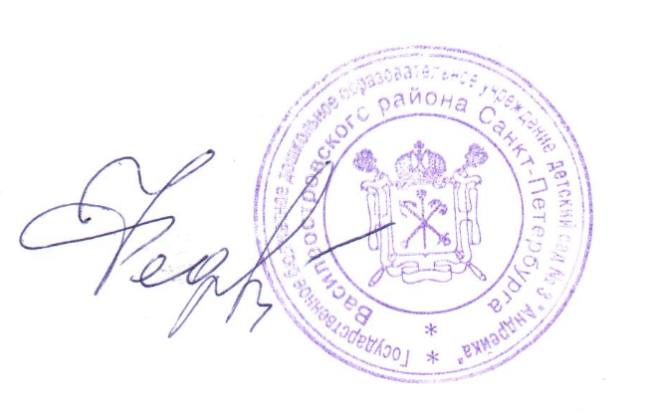 Государственное бюджетное дошкольное образовательное учреждение детский сад № 3 "Андрейка"
Василеостровского района Санкт-Петербурга